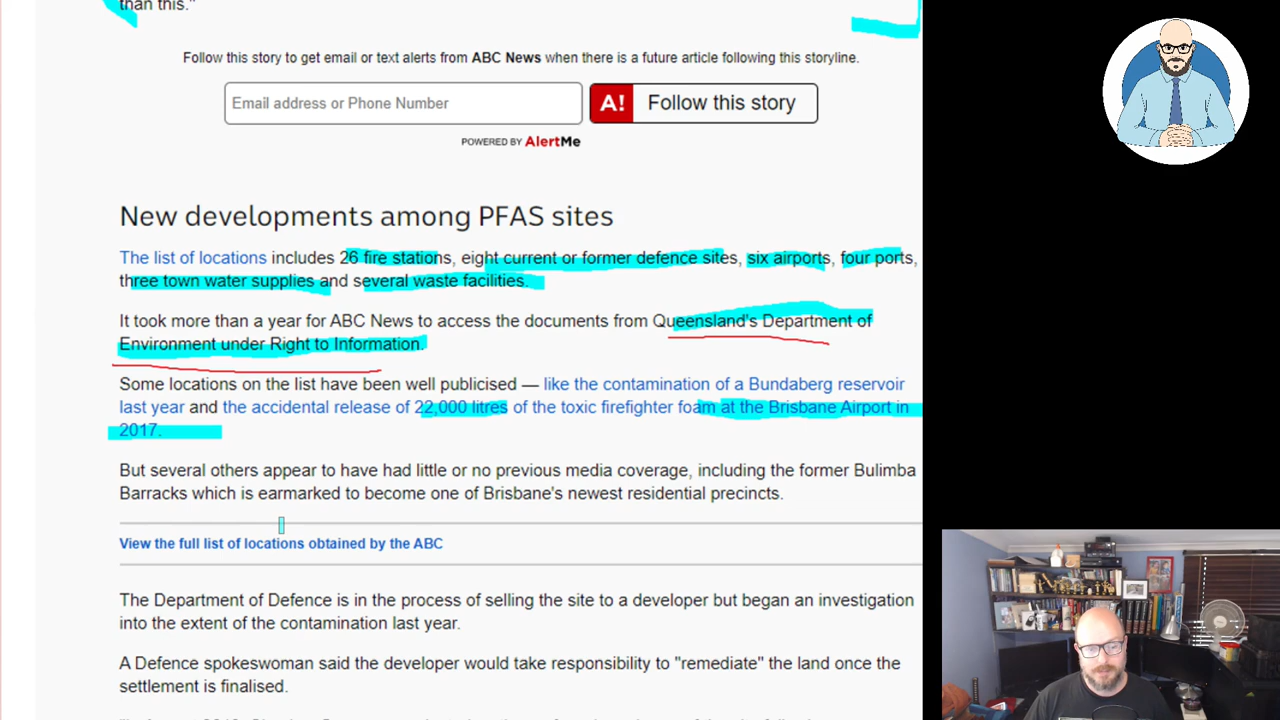 than this."
Follow this story to get email or text alerts from ABC News when there is a future article following this storyline.
Email address or Phone Number
A! Follow this story
POWERED BY AlertMe
New developments among PFAS sites
The list of locations includes 26 fire stations, eight current or former defence sites, six airports, four ports,
three town water supplies and several waste facilities.
It took more than a year for ABC News to access the documents from Queensland's Department of
Environment under Right to Information.
Some locations on the list have been well publicised — like the contamination of a Bundaberg reservoir
last year and the accidental release of 22,000 litres of the toxic firefighter foam at the Brisbane Airport in
2017.
But several others appear to have had little or no previous media coverage, including the former Bulimba
Barracks which is earmarked to become one of Brisbane's newest residential precincts.
View the full list of locations obtained by the ABC
The Department of Defence is in the process of selling the site to a developer but began an investigation
into the extent of the contamination last year.
A Defence spokeswoman said the developer would take responsibility to "remediate" the land once the
settlement is finalised.